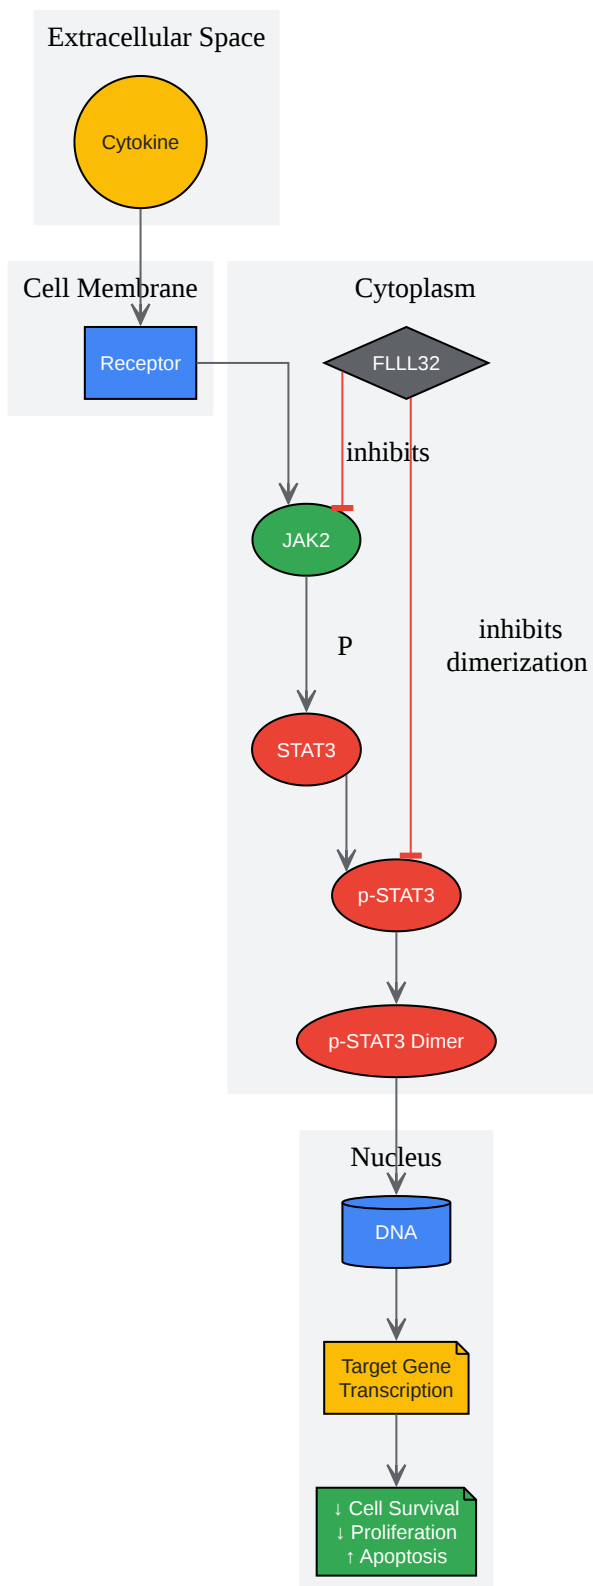 Extracellular Space
Cytokine
Cell Membrane
Receptor
Cytoplasm
FLLL32
inhibits
JAK2
P
inhibits
dimerization
STAT3
p-STAT3
p-STAT3 Dimer
Nucleus
DNA
Target Gene
Transcription
↓ Cell Survival
↓ Proliferation
↑ Apoptosis